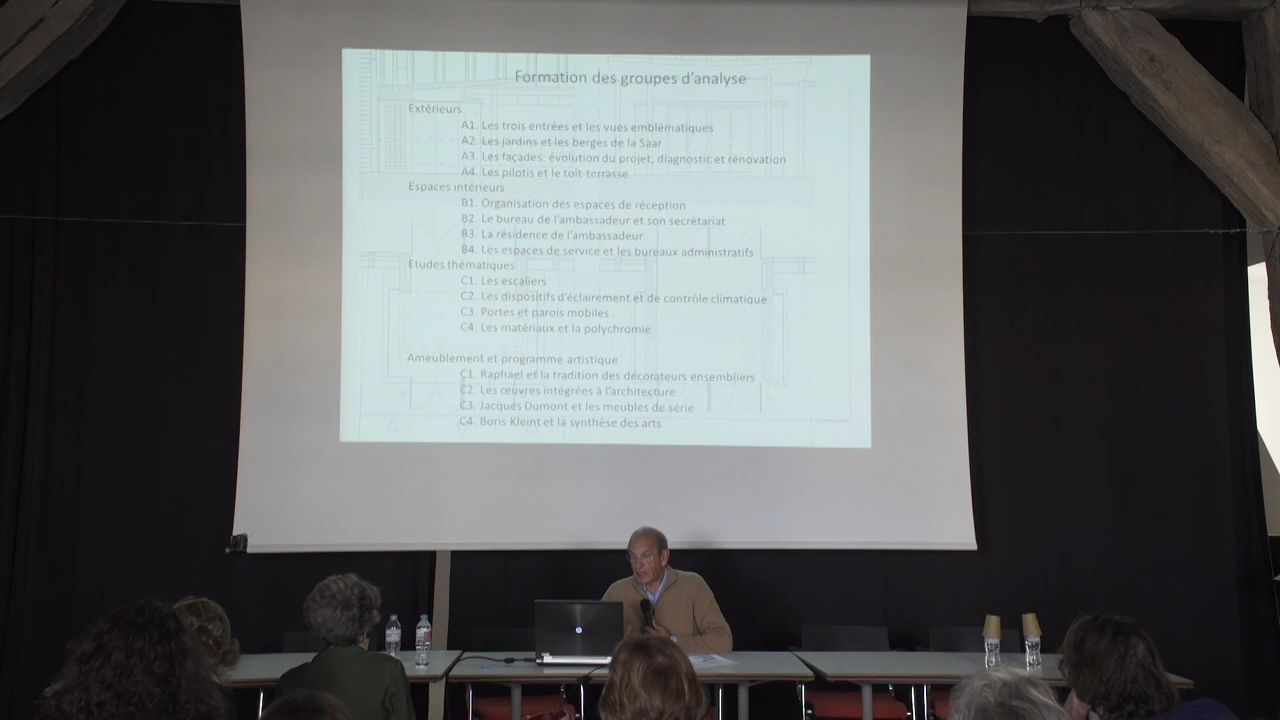 Formation des groupes d'analyse
Extérieurs
A1. Les trois entrées et les vues emblématiques
A2. Les jardins et les berges de la Saar
A3. Les façades: évolution du projet, diagnostic et rénovation
A4. Les pilotis et le toit-terrasse
Espaces intérieurs
B1. Organisation des espaces de réception
B2. Le bureau de l'ambassadeur et son secrétariat
B3. La résidence de l'ambassadeur
B4. Les espaces de service et les bureaux administratifs
Études thématiques
C1. Les escaliers
C2. Les dispositifs d'éclairement et de contrôle climatique
C3. Portes et parois mobiles
C4. Les matériaux et la polychromie
Ameublement et programme artistique
C1. Raphael et la tradition des décorateurs ensembliers
C2. Les œuvres intégrées à l'architecture
C3. Jacques Dumont et les meubles de série
C4. Boris Kleint et la synthèse des arts